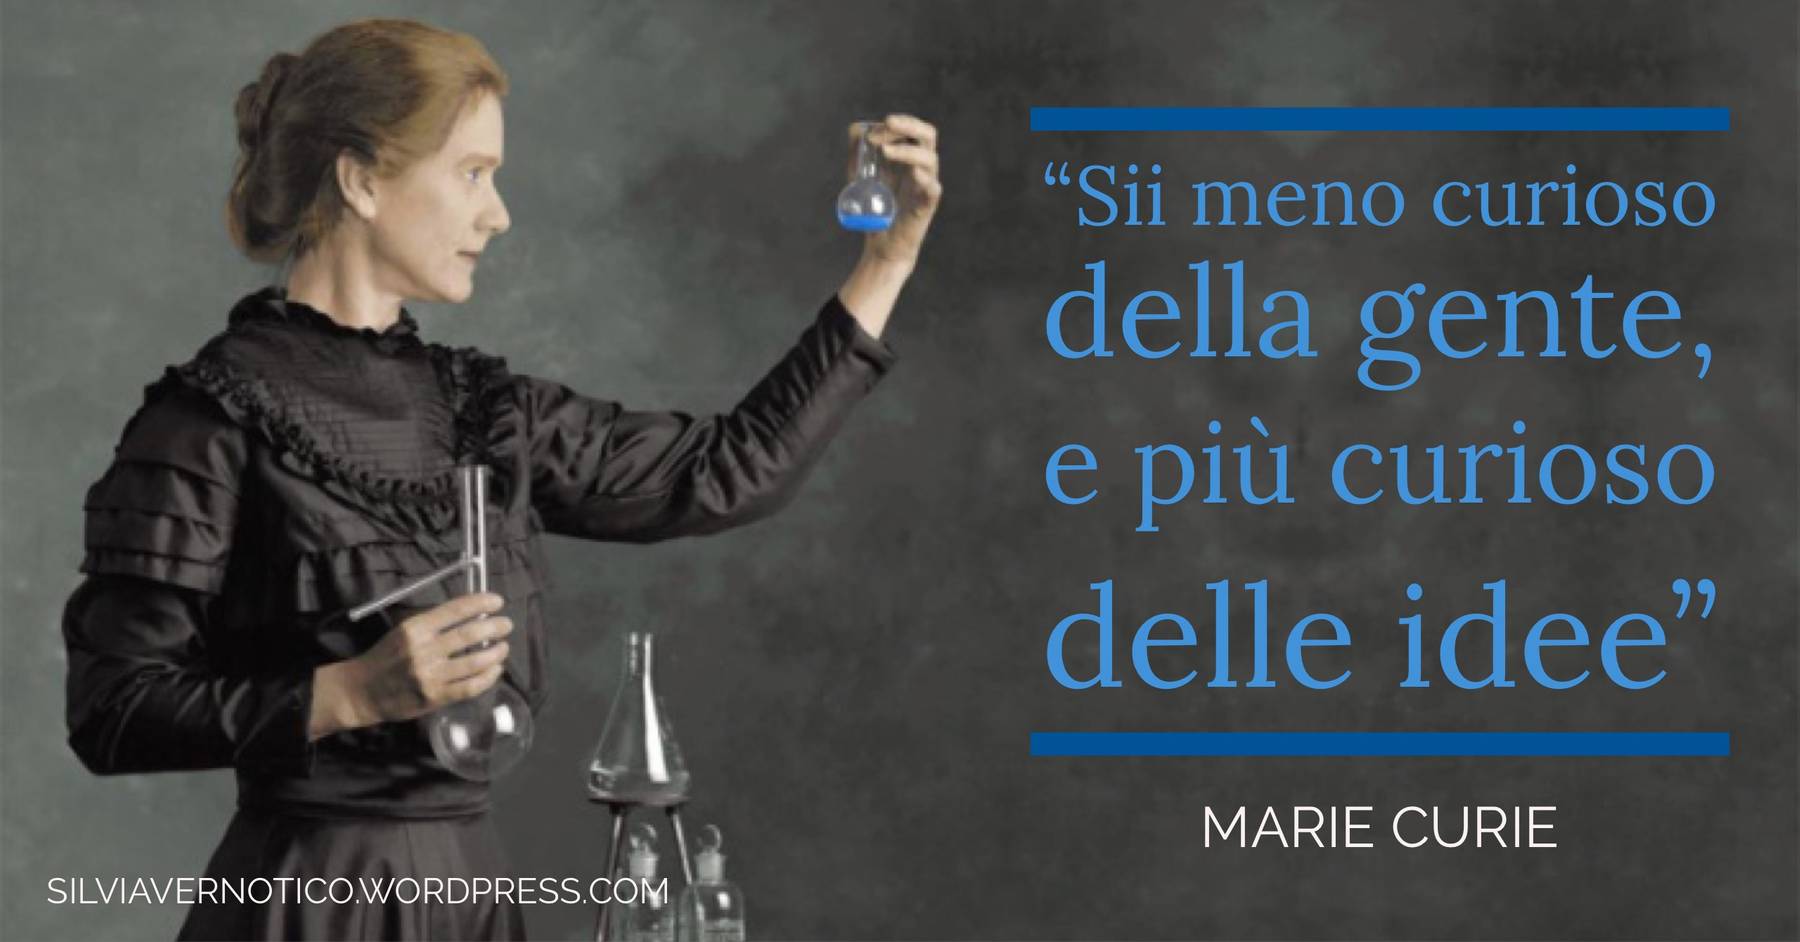 “Sii meno curioso
della gente,
e più curioso
delle idee”
MARIE CURIE
SILVIAVERNOTICO.WORDPRESS.COM